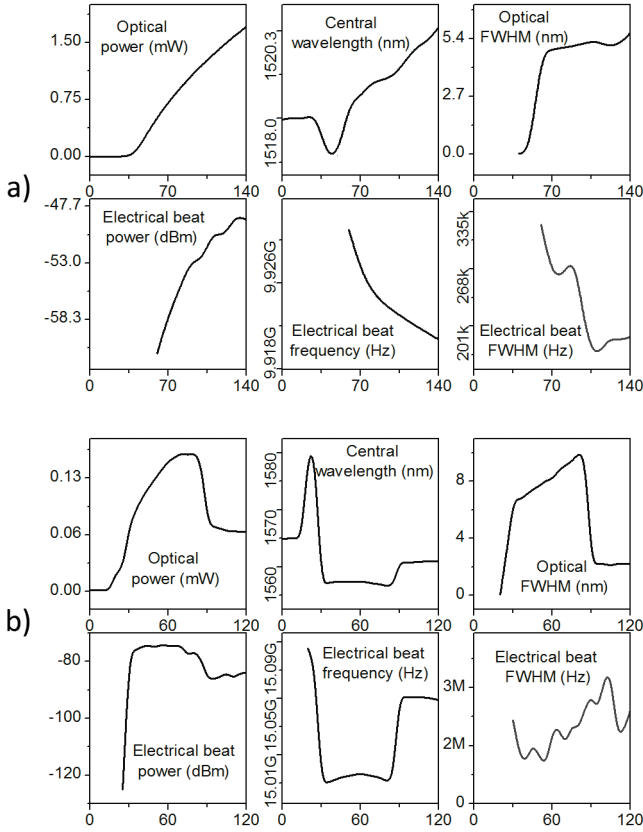 a)
Optical
power (mW)
1.50
0.75
0.00
0 70 140
Central
wavelength (nm)
1520.3
1518.0
0 70 140
Optical
FWHM (nm)
5.4
2.7
0.0
0 70 140
Electrical beat
power (dBm)
-47.7
-53.0
-58.3
0 70 140
9.926G
9.918G
Electrical beat
frequency (Hz)
0 70 140
335K
268K
201K
Electrical beat
FWHM (Hz)
0 70 140
b)
0.13
0.06
0.00
Optical
power (mW)
0 60 120
Central
wavelength (nm)
1580
1570
1560
0 60 120
8
4
0
Optical
FWHM (nm)
0 60 120
-80
-100
-120
Electrical beat
power (dBm)
0 60 120
Electrical beat
frequency (Hz)
15.09G
15.05G
15.01G
0 60 120
Electrical beat
FWHM (Hz)
3M
2M
0
0 60 120